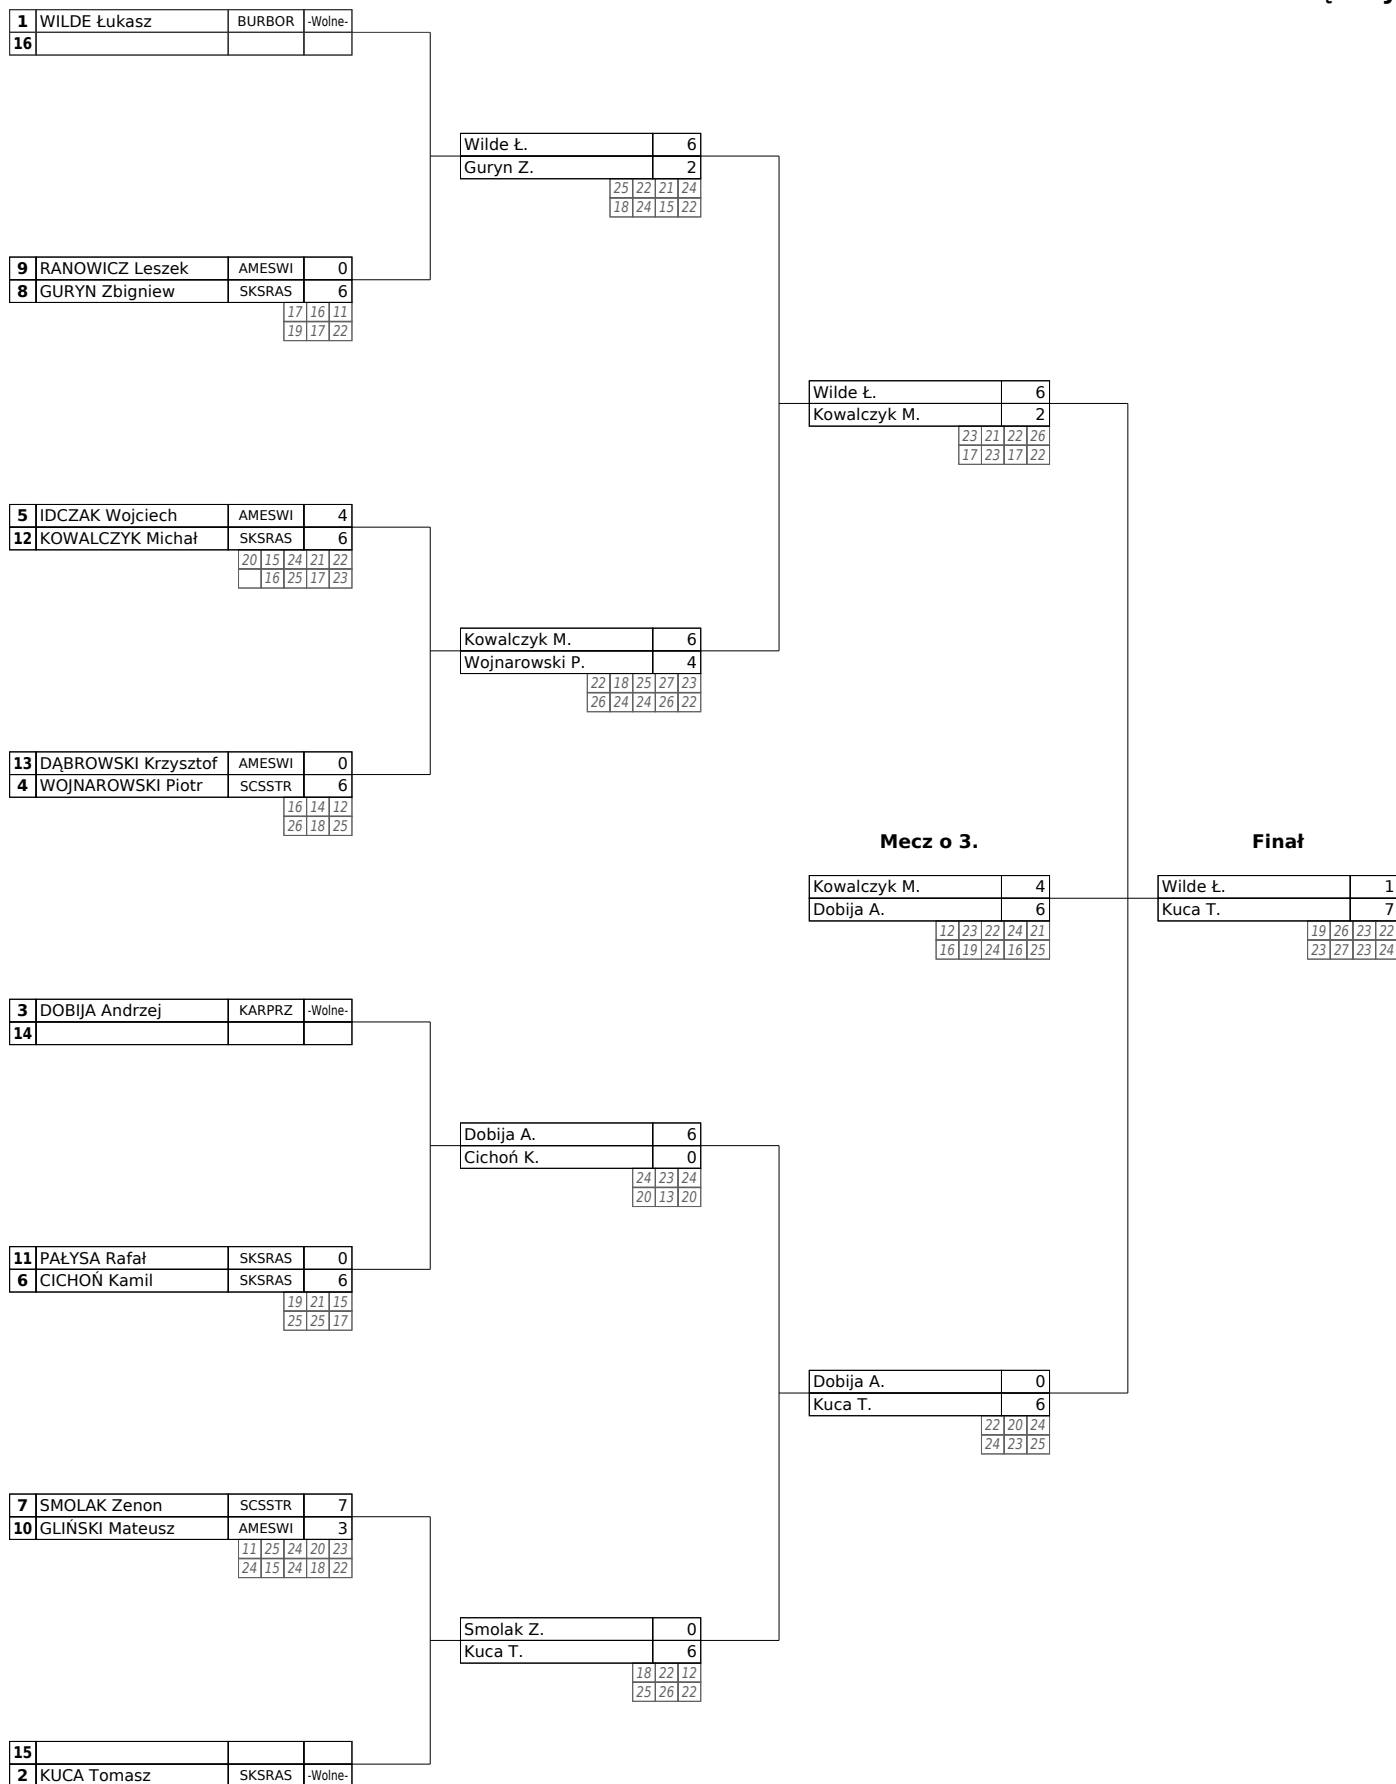 1 WILDE Łukasz BURBOR -Wolne-
16
Wilde Ł. 6
Guryn Z. 2
25 22 21 24
18 24 15 22
9 RANOWICZ Leszek AMESWI 0
8 GURYN Zbigniew SKSRAS 6
17 16 11
19 17 22
Wilde Ł. 6
Kowalczyk M. 2
23 21 22 26
17 23 17 22
5 IDCZAK Wojciech AMESWI 4
12 KOWALCZYK Michał SKSRAS 6
20 15 24 21 22
16 25 17 23
Kowalczyk M. 6
Wojnarowski P. 4
22 18 25 27 23
26 24 24 26 22
13 DĄBROWSKI Krzysztof AMESWI 0
4 WOJNAROWSKI Piotr SCSSTR 6
16 14 12
26 18 25
Mecz o 3. Finał
Kowalczyk M. 4 Wilde Ł. 1
Dobija A. 6 Kuca T. 7
12 23 22 24 21 19 26 23 22
16 19 24 16 25 23 27 23 24
3 DOBIJA Andrzej KARPRZ -Wolne-
14
Dobija A. 6
Cichoń K. 0
24 23 24
20 13 20
11 PAŁYSA Rafał SKSRAS 0
6 CICHOŃ Kamil SKSRAS 6
19 21 15
25 25 17
Dobija A. 0
Kuca T. 6
22 20 24
24 23 25
7 SMOLAK Zenon SCSSTR 7
10 GLIŃSKI Mateusz AMESWI 3
11 25 24 20 23
24 15 24 18 22
Smolak Z. 0
Kuca T. 6
18 22 12
25 26 22
15
2 KUCA Tomasz SKSRAS -Wolne-